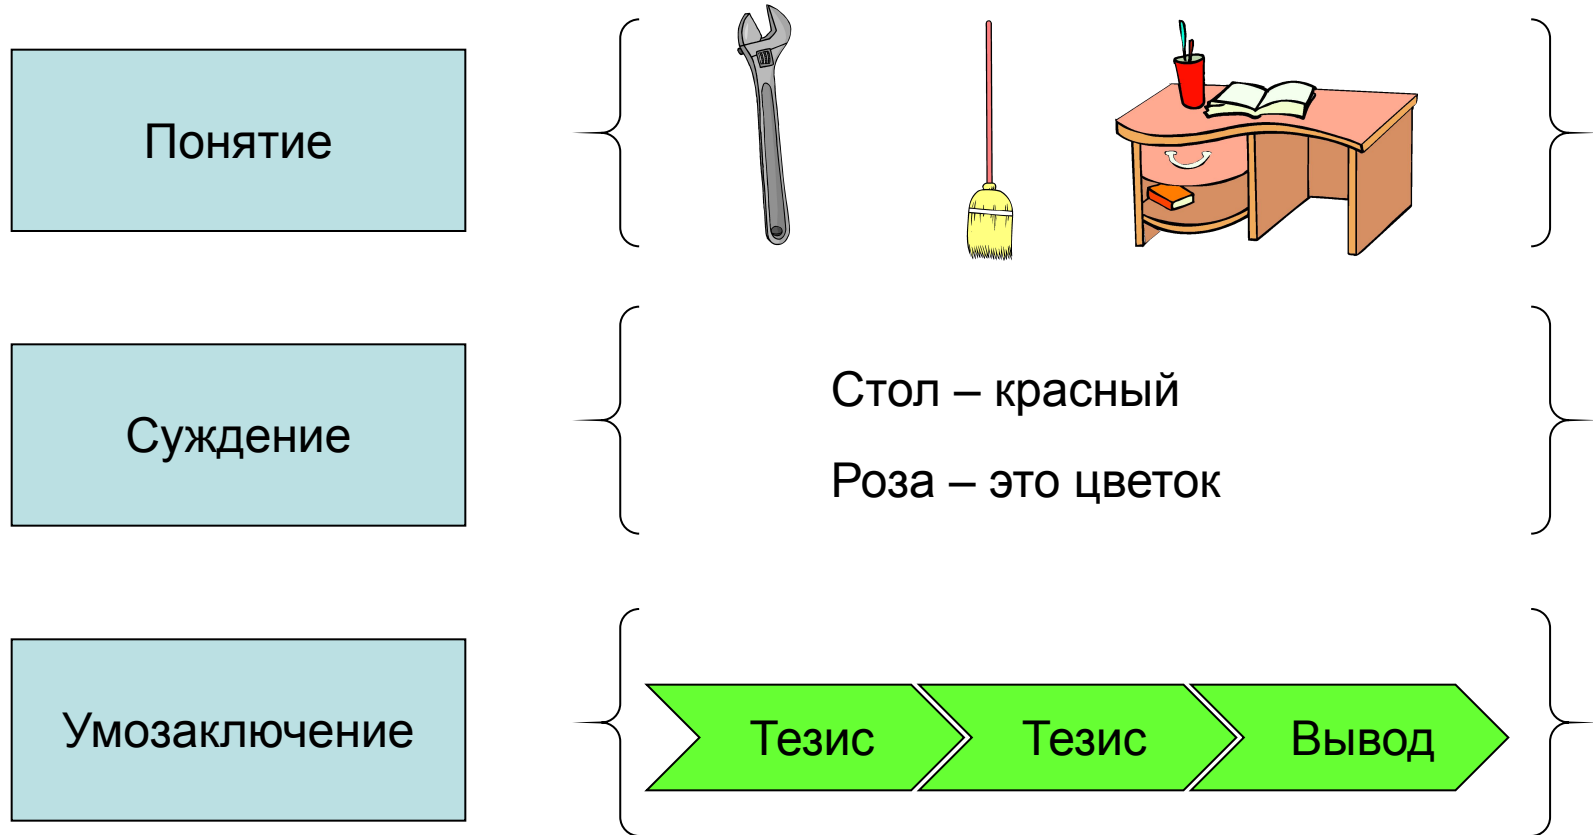 Понятие
Суждение
Стол – красный
Роза – это цветок
Умозаключение
Тезис
Тезис
Вывод